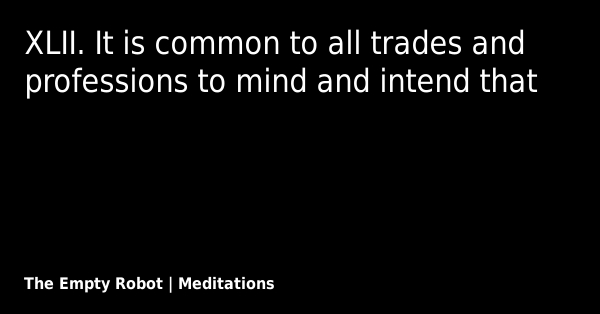 XLII. It is common to all trades and
professions to mind and intend that
The Empty Robot | Meditations